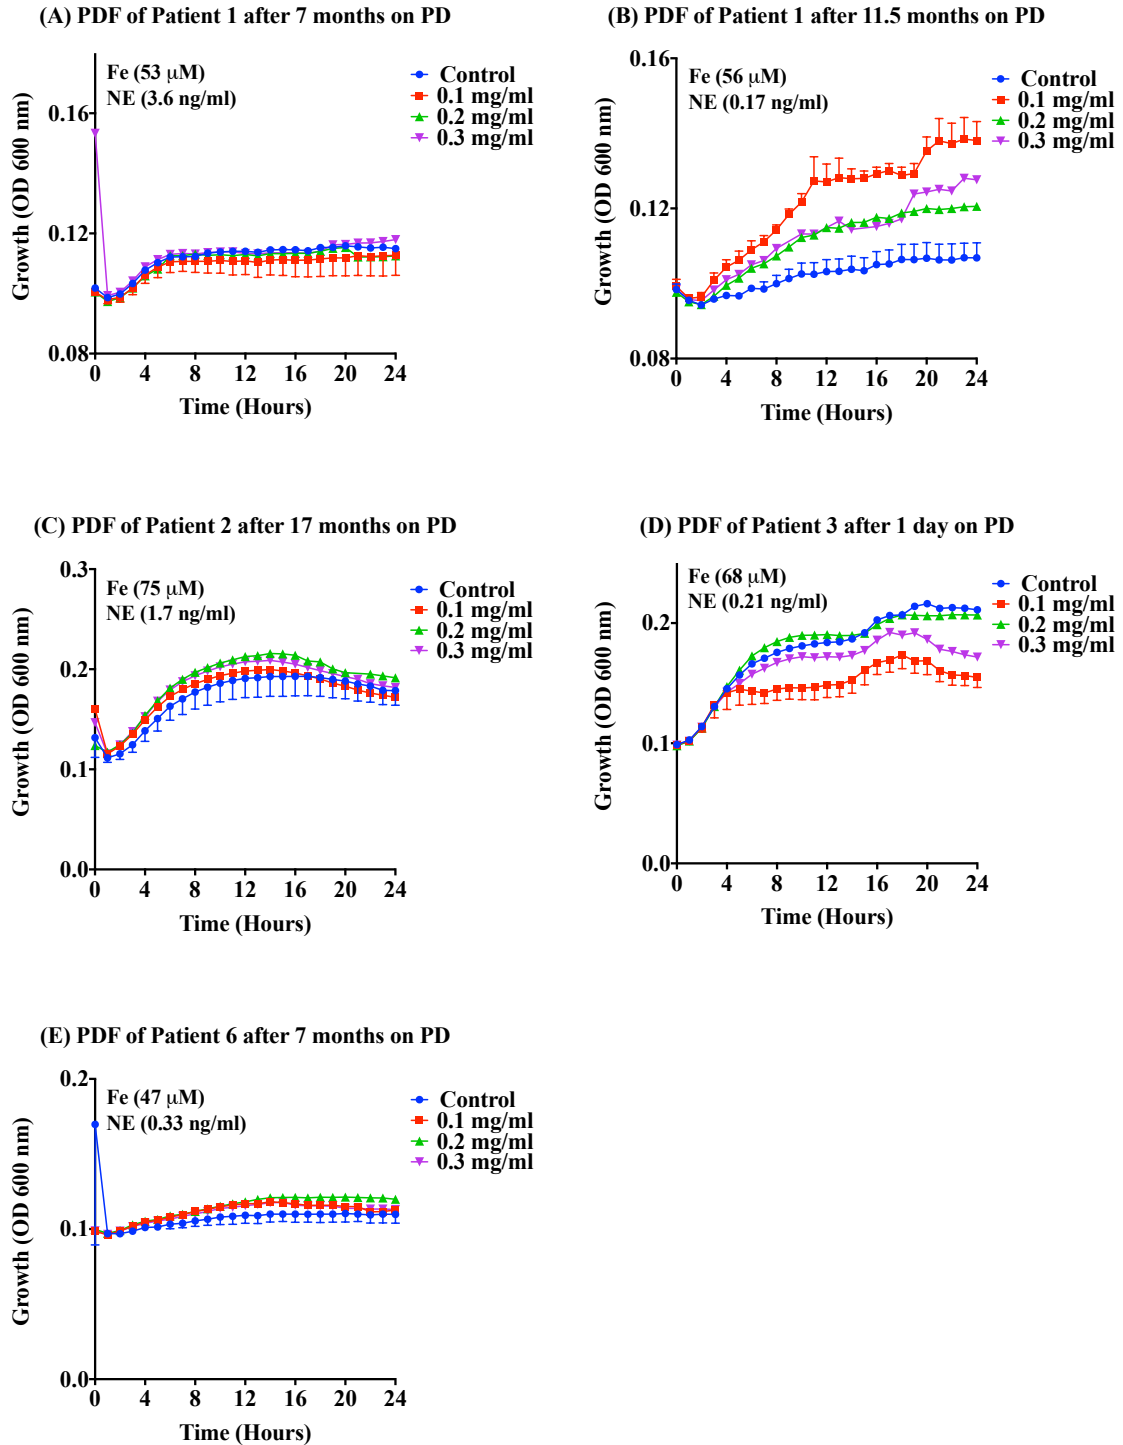 (A) PDF of Patient 1 after 7 months on PD
Fe (53 μM)
NE (3.6 ng/ml)
Control
0.1 mg/ml
0.2 mg/ml
0.3 mg/ml
Growth (OD 600 nm)
0.16
0.12
0.08
0 4 8 12 16 20 24
Time (Hours)
(B) PDF of Patient 1 after 11.5 months on PD
Fe (56 μM)
NE (0.17 ng/ml)
Control
0.1 mg/ml
0.2 mg/ml
0.3 mg/ml
Growth (OD 600 nm)
0.16
0.12
0.08
0 4 8 12 16 20 24
Time (Hours)
(C) PDF of Patient 2 after 17 months on PD
Fe (75 μM)
NE (1.7 ng/ml)
Control
0.1 mg/ml
0.2 mg/ml
0.3 mg/ml
Growth (OD 600 nm)
0.3
0.2
0.1
0.0
0 4 8 12 16 20 24
Time (Hours)
(D) PDF of Patient 3 after 1 day on PD
Fe (68 μM)
NE (0.21 ng/ml)
Control
0.1 mg/ml
0.2 mg/ml
0.3 mg/ml
Growth (OD 600 nm)
0.2
0.1
0.0
0 4 8 12 16 20 24
Time (Hours)
(E) PDF of Patient 6 after 7 months on PD
Fe (47 μM)
NE (0.33 ng/ml)
Control
0.1 mg/ml
0.2 mg/ml
0.3 mg/ml
Growth (OD 600 nm)
0.2
0.1
0.0
0 4 8 12 16 20 24
Time (Hours)